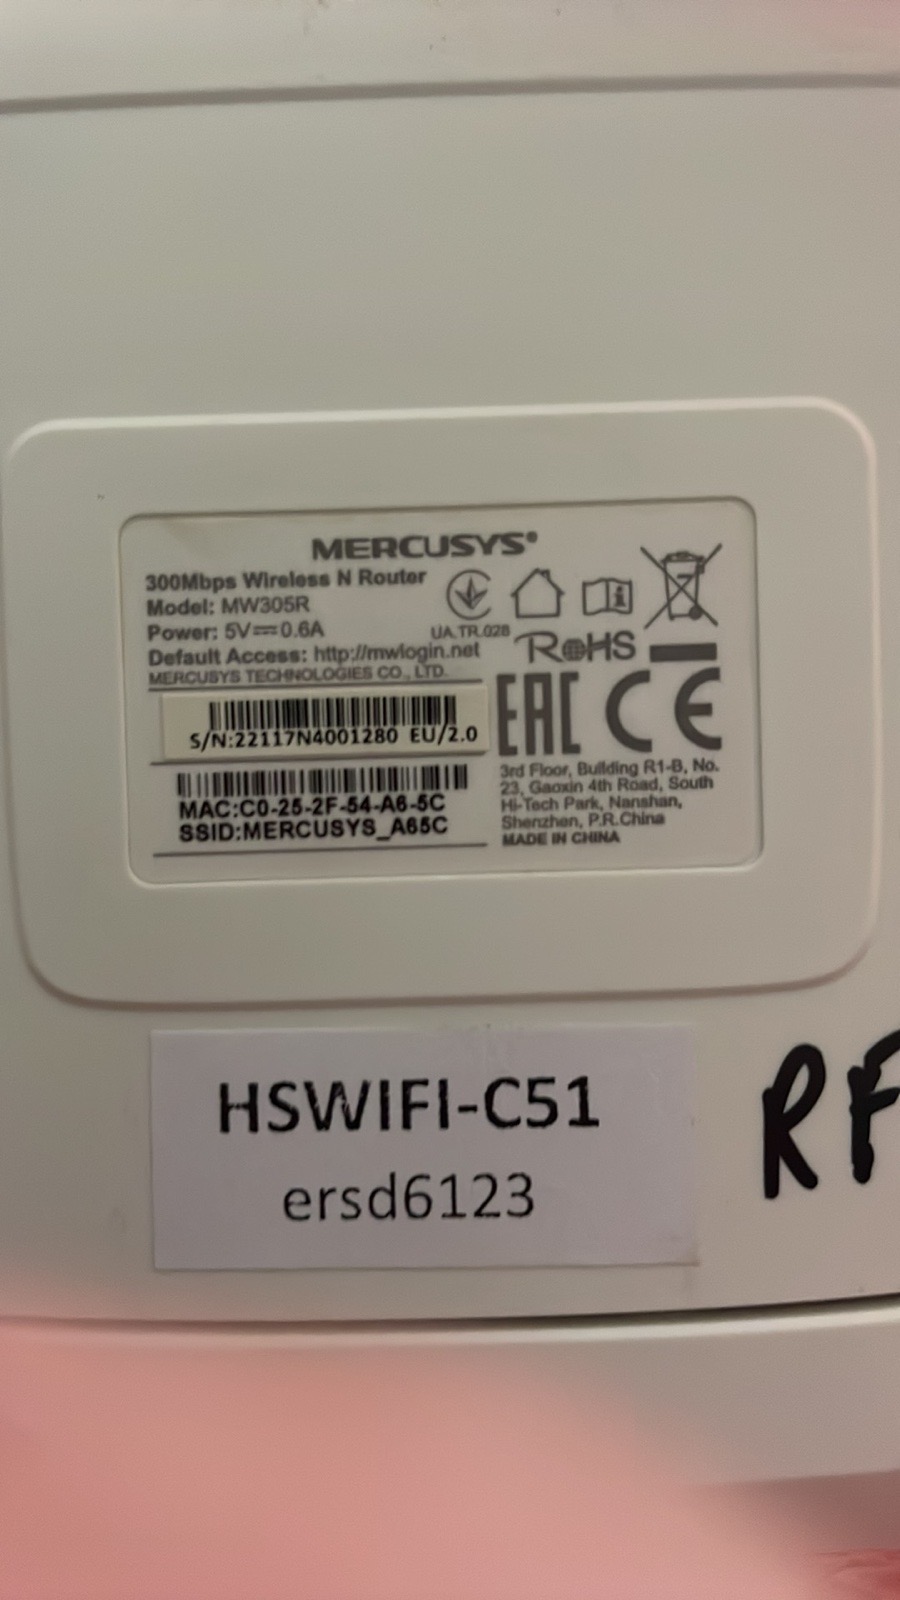 MERCUSYS®
300Mbps Wireless N Router
Model: MW305R
Power: 5V⎓0.6A
Default Access: http://mwlogin.net
MERCUSYS TECHNOLOGIES CO., LTD.
UA.TR.028
RoHS
S/N:22117N4001280 EU/2.0
EAC CE
MAC:C0-25-2F-54-A6-5C
SSID:MERCUSYS_A65C
3rd Floor, Building R1-B, No.
23, Gaoxin 4th Road, South
Hi-Tech Park, Nanshan,
Shenzhen, P.R.China
MADE IN CHINA
HSWIFI-C51
ersd6123
RF